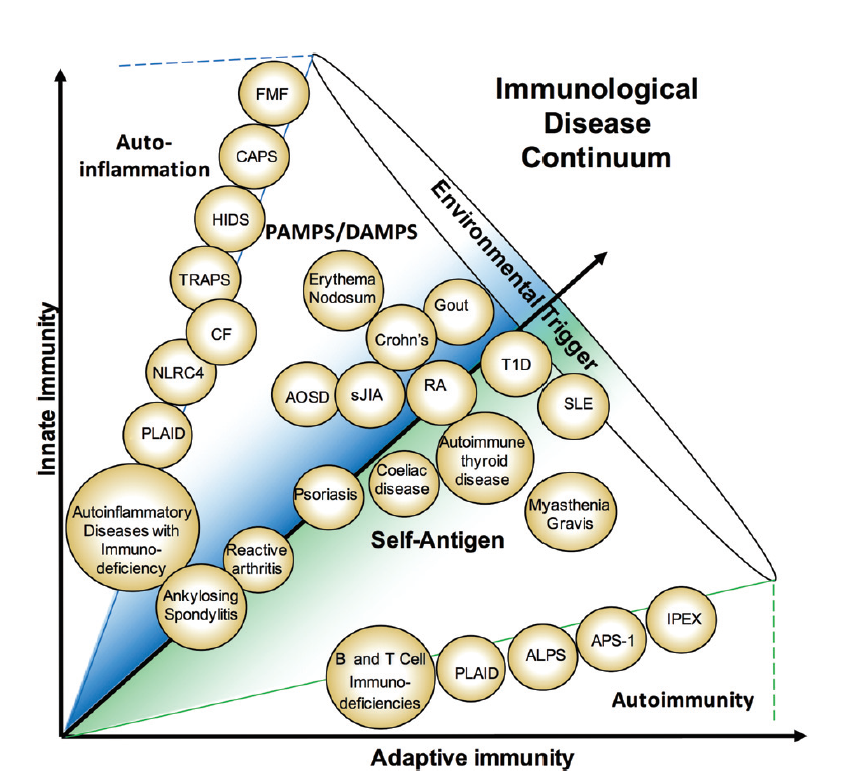 Immunological
Disease
Continuum
FMF
Auto-
inflammation
CAPS
HIDS
PAMPS/DAMPS
Environmental Trigger
TRAPS
Erythema
Nodosum
Gout
CF
Crohn's
NLRC4
T1D
AOSD
sJIA
RA
SLE
PLAID
Autoimmune
thyroid
disease
Coeliac
disease
Psoriasis
Myasthenia
Gravis
Autoinflammatory
Diseases with
Immuno-
deficiency
Self-Antigen
Reactive
arthritis
Ankylosing
Spondylitis
Innate Immunity
IPEX
APS-1
ALPS
PLAID
B and T Cell
Immuno-
deficiencies
Autoimmunity
Adaptive immunity